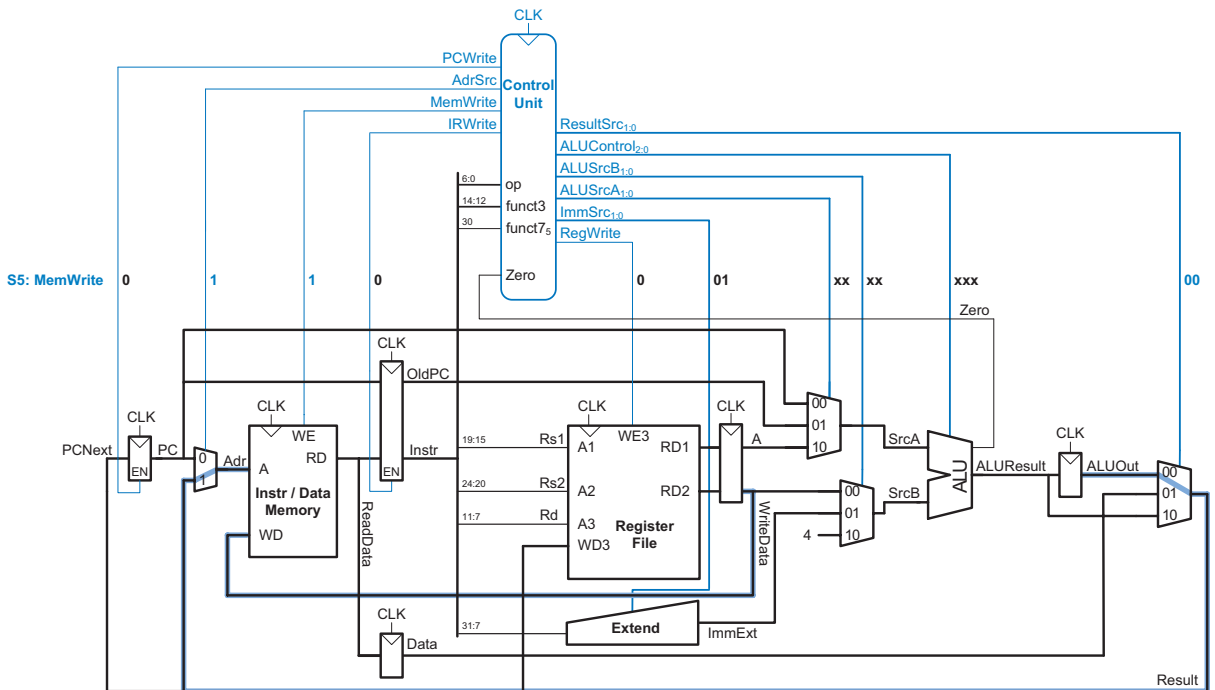 CLK
PCWrite
AdrSrc
MemWrite
IRWrite
Control
Unit
ResultSrc1:0
ALUControl2:0
ALUSrcB1:0
ALUSrcA1:0
ImmSrc1:0
RegWrite
6:0
op
14:12
funct3
30
funct75
Zero
S5: MemWrite 0 1 1 0 0 01 xx xx xxx 00
Zero
CLK
OldPC
CLK
PCNext
EN
PC
0
1
Adr
CLK
WE
A
RD
Instr / Data
Memory
WD
ReadData
EN
Instr
19:15
Rs1
24:20
Rs2
11:7
Rd
CLK
WE3
A1
RD1
A2
RD2
A3
WD3
Register
File
CLK
A
WriteData
00
01
10
SrcA
00
01
4
10
SrcB
ALU
ALUResult
CLK
ALUOut
00
01
10
31:7
Extend
ImmExt
CLK
Data
Result